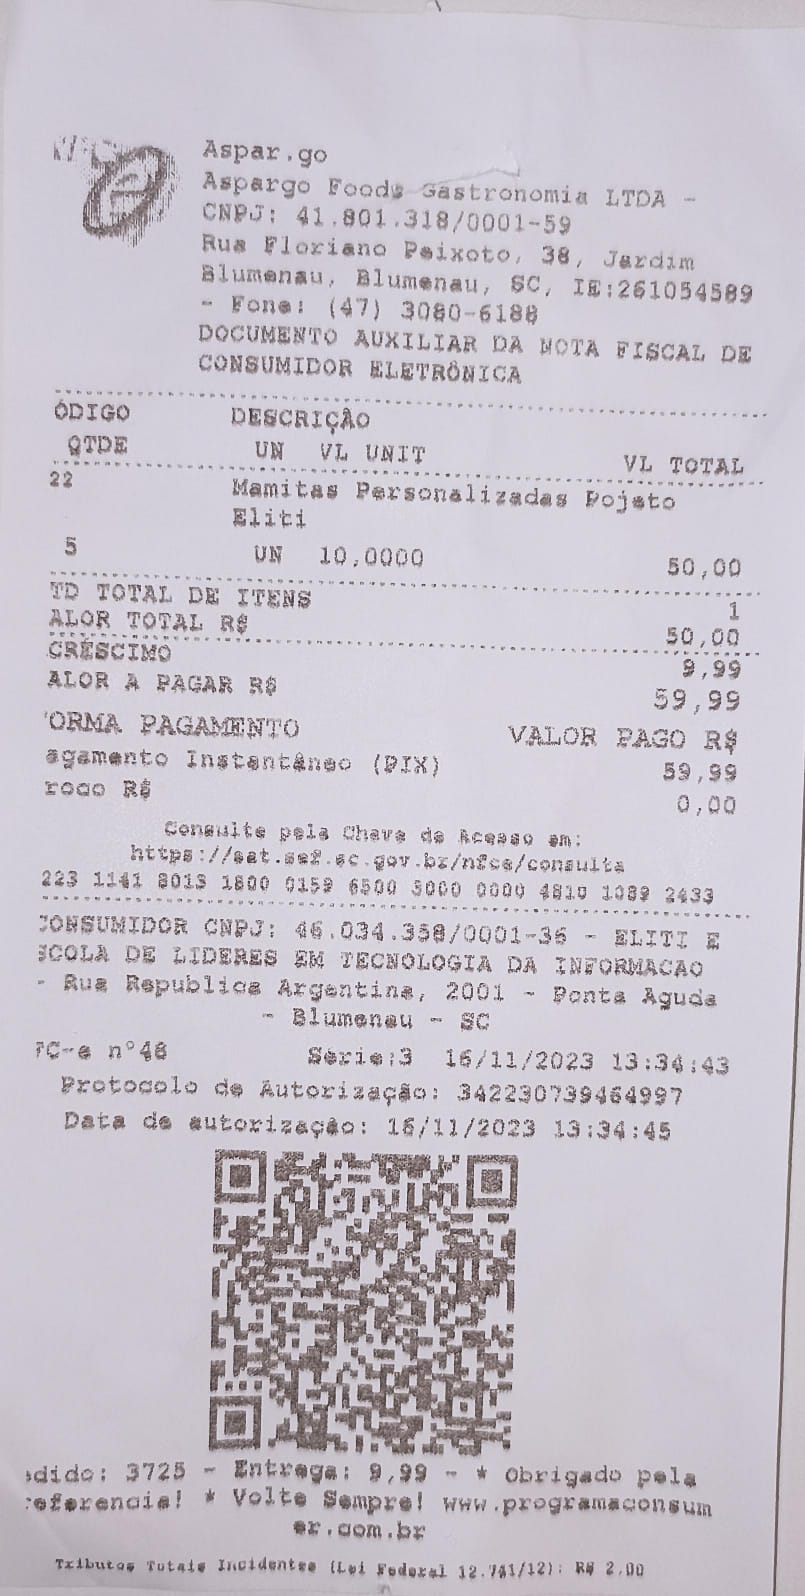 Aspar.go
Aspargo Foods Gastronomia LTDA -
CNPJ: 41.801.318/0001-59
Rua Floriano Peixoto, 38, Jardim
Blumenau, Blumenau, SC, IE:261054589
- Fone: (47) 3080-6188
DOCUMENTO AUXILIAR DA NOTA FISCAL DE
CONSUMIDOR ELETRÔNICA
ÓDIGO DESCRIÇÃO
QTDE UN VL UNIT VL TOTAL
22 Mamitas Personalizadas Pojeto
Eliti
5 UN 10,0000 50,00
TD TOTAL DE ITENS 1
ALOR TOTAL R$ 50,00
CRÉSCIMO 9,99
ALOR A PAGAR R$ 59,99
ORMA PAGAMENTO VALOR PAGO R$
agamento Instantâneo (PIX) 59,99
roco R$ 0,00
Consulte pela Chave de Acesso em:
https://sat.sef.sc.gov.br/nfce/consulta
223 1141 8013 1800 0159 6500 3000 0000 4810 1089 2433
CONSUMIDOR CNPJ: 46.034.358/0001-36 - ELITI E
SCOLA DE LIDERES EM TECNOLOGIA DA INFORMACAO
- Rua Republica Argentina, 2001 - Ponta Aguda
- Blumenau - SC
FC-e n°48 Série:3 16/11/2023 13:34:43
Protocolo de Autorização: 342230739464997
Data de autorização: 16/11/2023 13:34:45
edido: 3725 - Entrega: 9,99 - * Obrigado pela
referencia! * Volte Sempre! www.programaconsum
er.com.br
Tributos Totais Incidentes (Lei Federal 12.741/12): R$ 2,00